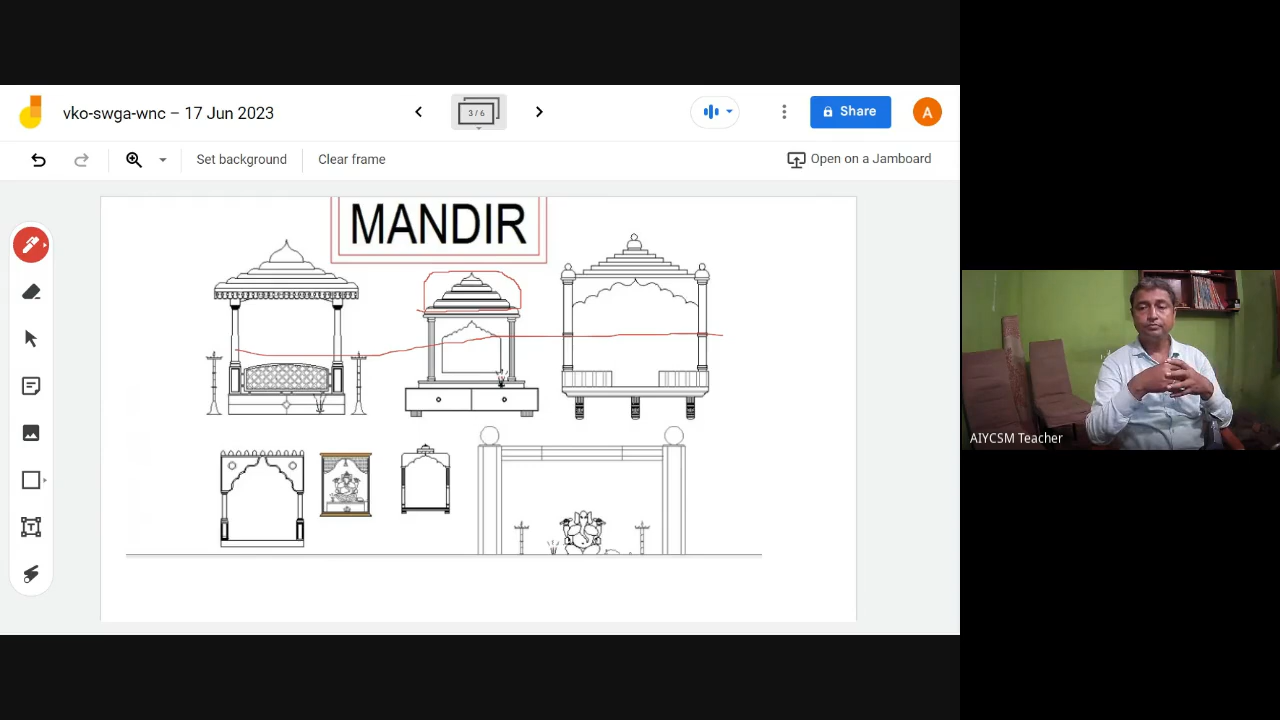 vko-swga-wnc – 17 Jun 2023
3 / 6
Share
A
Set background
Clear frame
Open on a Jamboard
MANDIR
AIYCSM Teacher